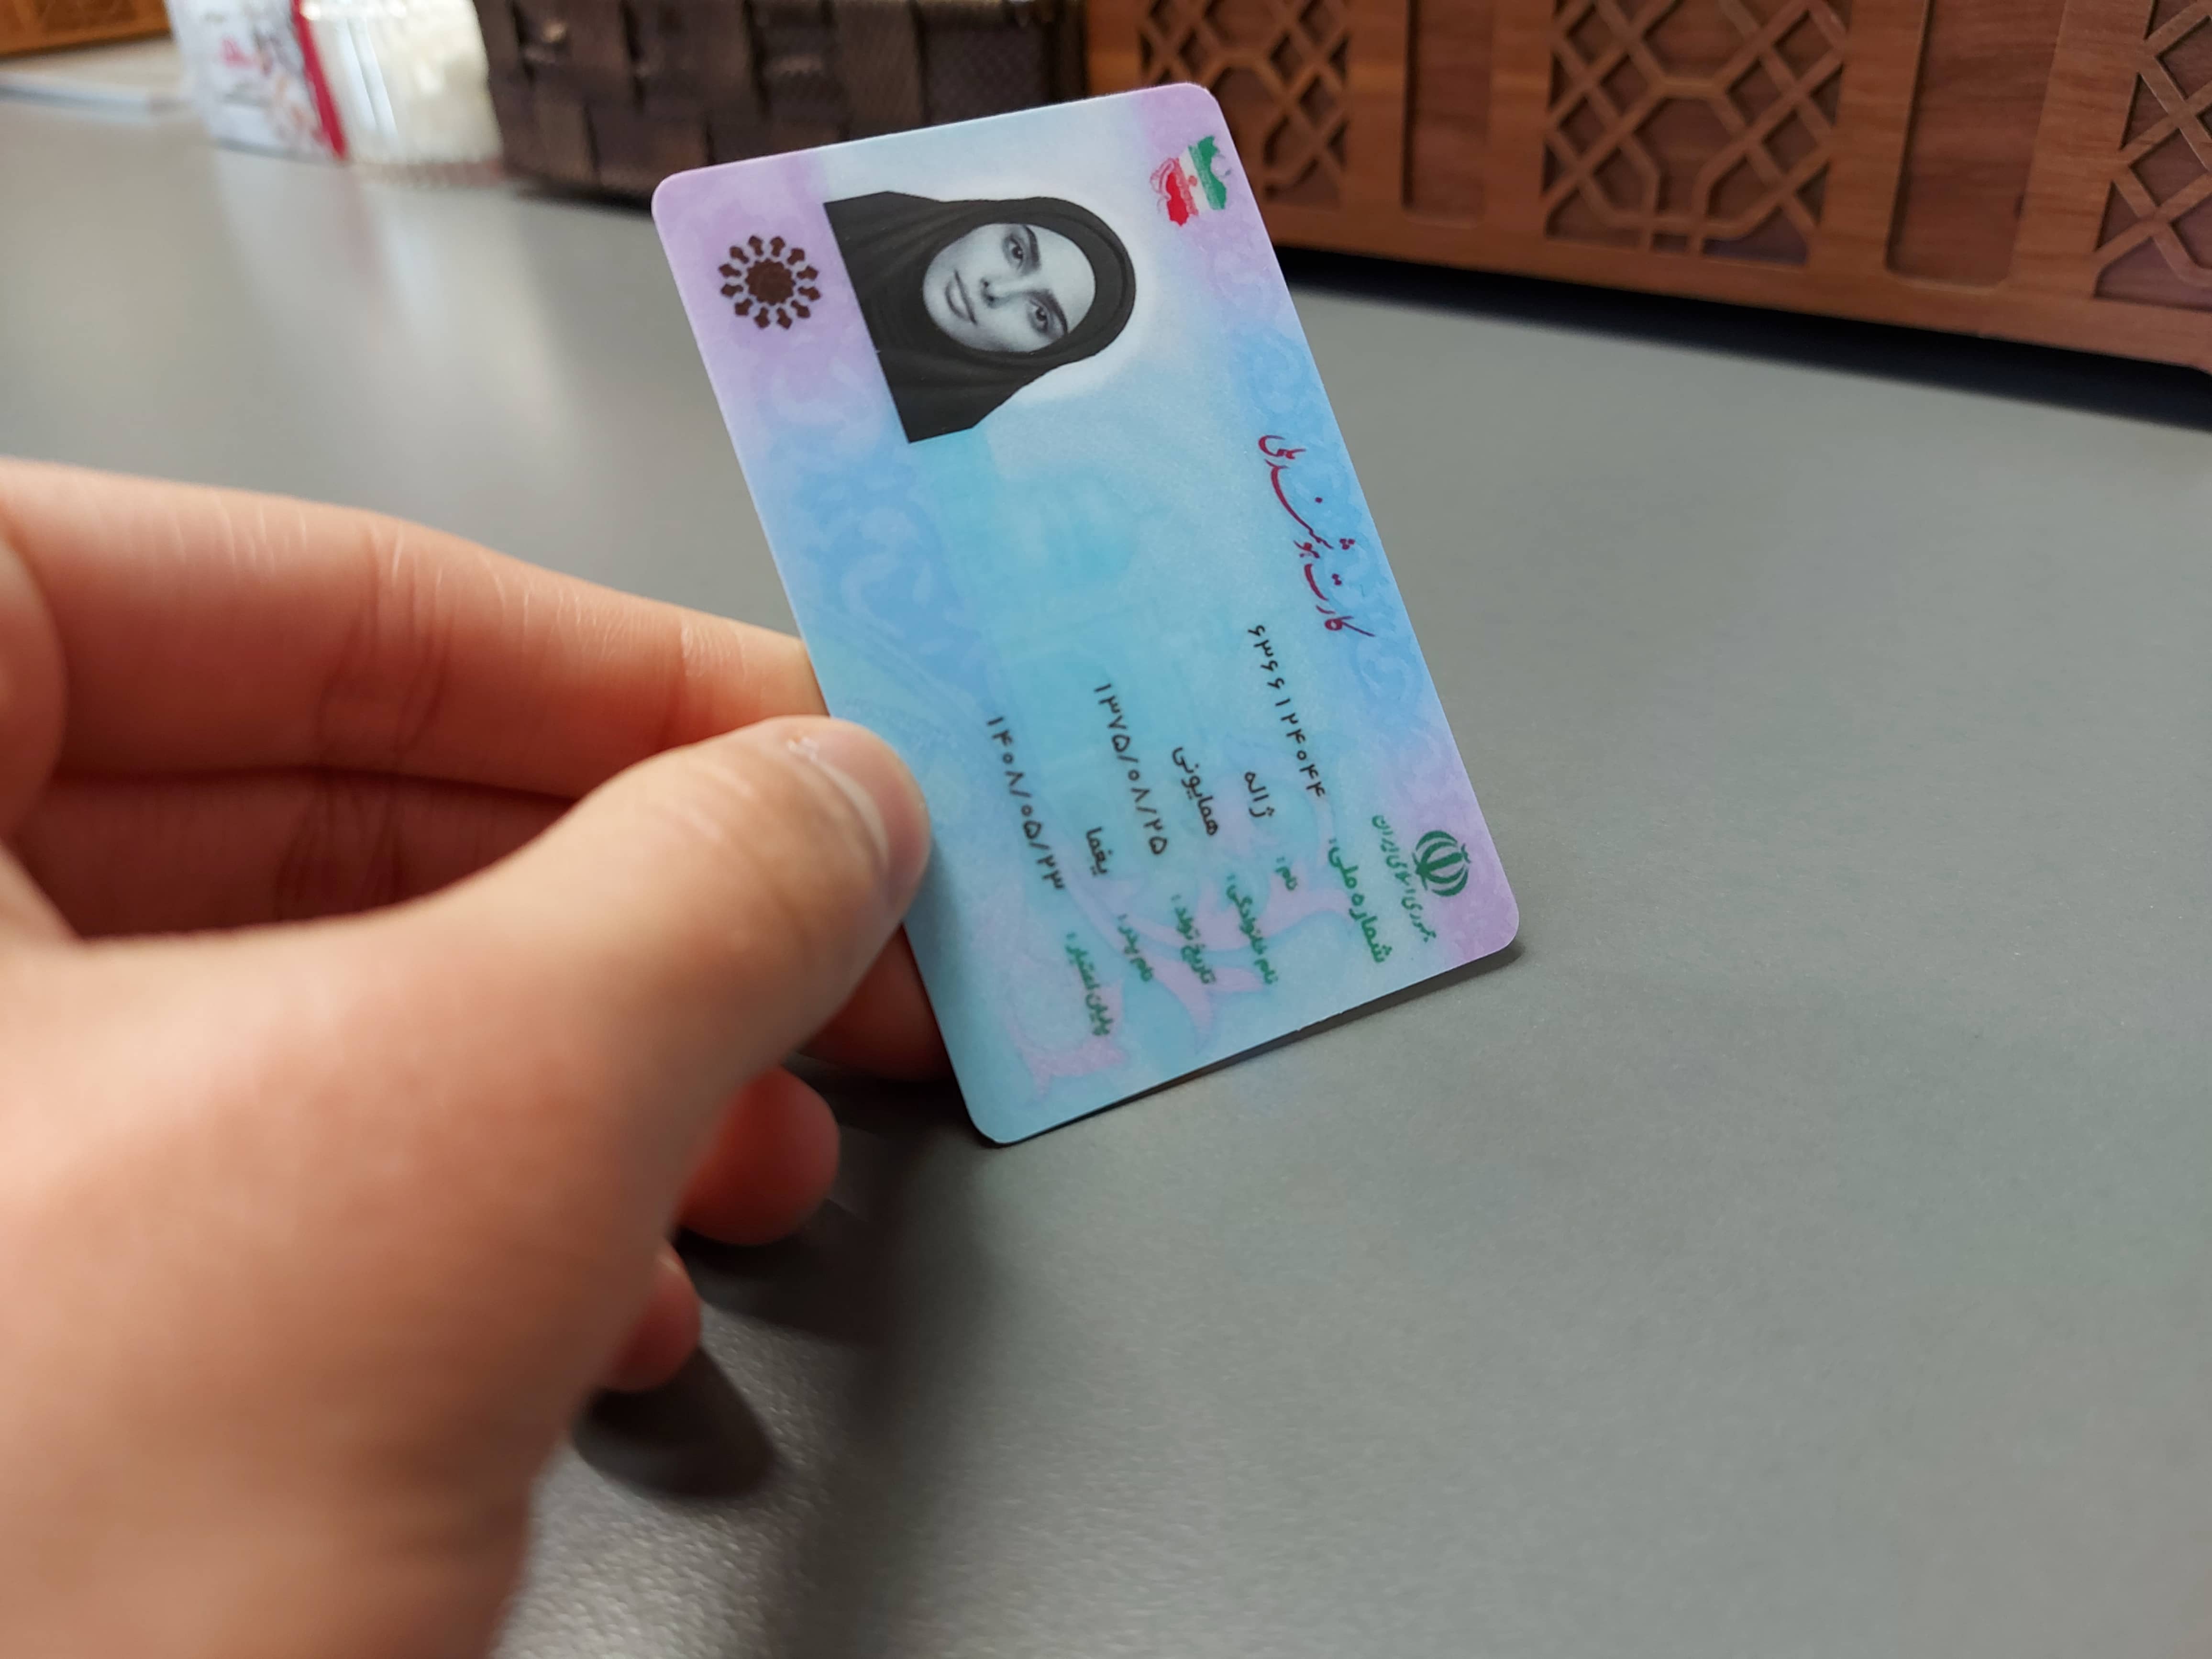 جمهوری اسلامی ایران
کارت هوشمند ملی
شماره ملی: ۶۳۶۶۱۲۴۰۴۴
نام: ژاله
نام خانوادگی: همایونی
تاریخ تولد: ۱۳۷۵/۰۸/۲۵
نام پدر: یغما
پایان اعتبار: ۱۴۰۸/۰۵/۲۳